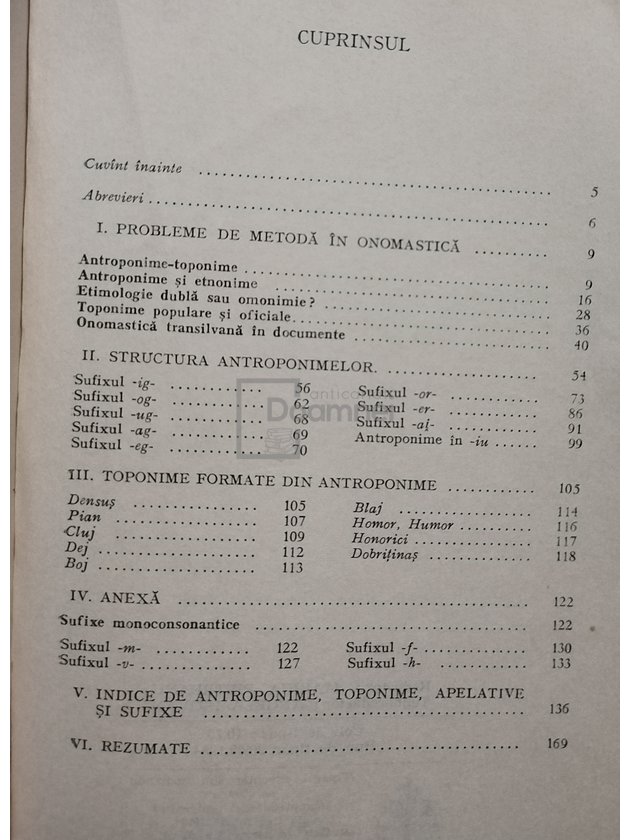 CUPRINSUL
Cuvînt înainte .......... 5
Abrevieri .......... 6
I. PROBLEME DE METODĂ ÎN ONOMASTICĂ .......... 9
Antroponime-toponime .......... 9
Antroponime și etnonime .......... 16
Etimologie dublă sau omonimie? .......... 28
Toponime populare și oficiale .......... 36
Onomastică transilvană în documente .......... 40
II. STRUCTURA ANTROPONIMELOR. .......... 54
Sufixul -ig- .......... 56
Sufixul -og- .......... 62
Sufixul -ug- .......... 68
Sufixul -ag- .......... 69
Sufixul -eg- .......... 70
Sufixul -or- .......... 73
Sufixul -er- .......... 86
Sufixul -aị- .......... 91
Antroponime în -iu ...... 99
III. TOPONIME FORMATE DIN ANTROPONIME .......... 105
Densuș .......... 105
Pian .......... 107
Cluj .......... 109
Dej .......... 112
Boj .......... 113
Blaj .......... 114
Homor, Humor .......... 116
Honorici .......... 117
Dobriținaș .......... 118
IV. ANEXĂ .......... 122
Sufixe monoconsonantice .......... 122
Sufixul -m- .......... 122
Sufixul -v- .......... 127
Sufixul -f- .......... 130
Sufixul -h- .......... 133
V. INDICE DE ANTROPONIME, TOPONIME, APELATIVE
ȘI SUFIXE .......... 136
VI. REZUMATE .......... 169